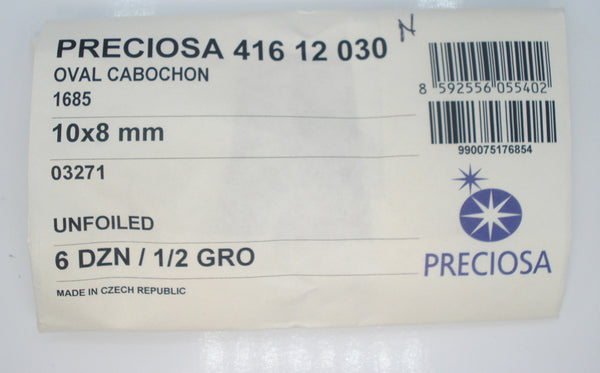 PRECIOSA 416 12 030
N
OVAL CABOCHON
1685
10x8 mm
03271
UNFOILED
6 DZN / 1/2 GRO
MADE IN CZECH REPUBLIC
8 592556 055402
990075176854
PRECIOSA